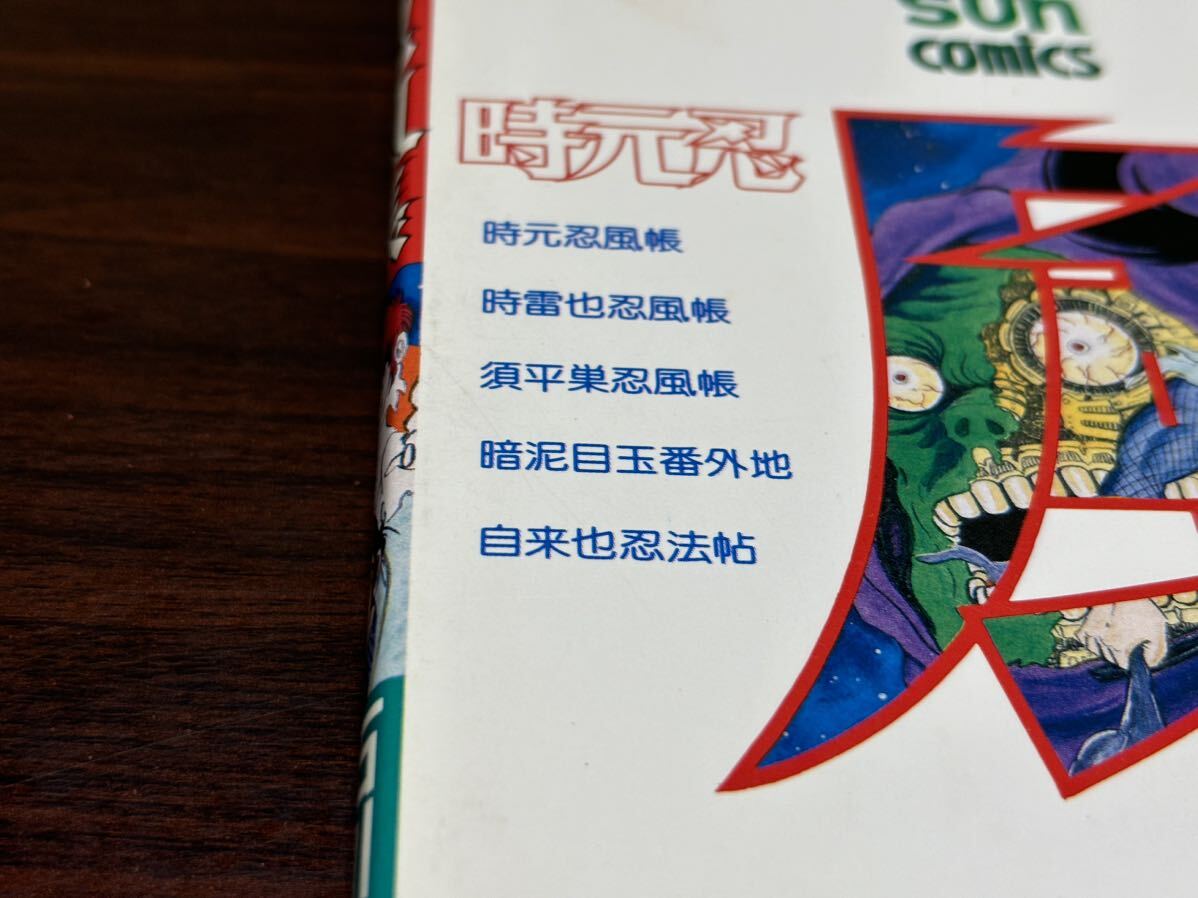 sun
comics
時元忍
時元忍風帳
時雷也忍風帳
須平巣忍風帳
暗泥目玉番外地
自来也忍法帖